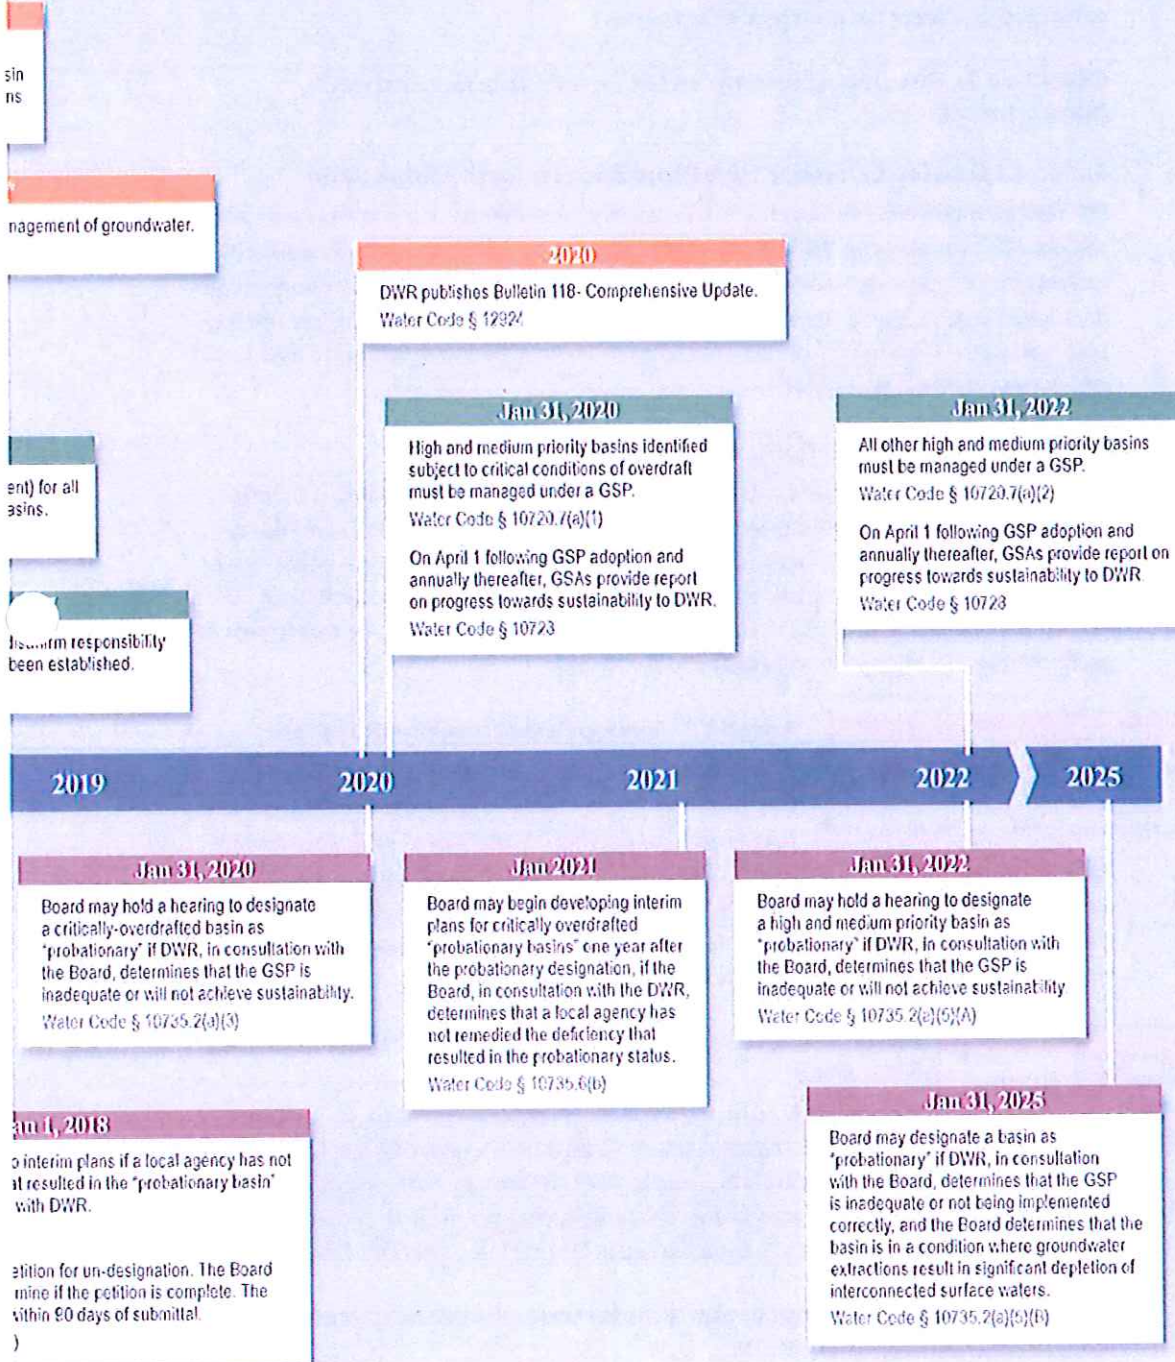 sin
ns
nagement of groundwater.
2020
DWR publishes Bulletin 118- Comprehensive Update.
Water Code § 12924
Jan 31, 2020
High and medium priority basins identified
subject to critical conditions of overdraft
must be managed under a GSP.
Water Code § 10720.7(a)(1)
On April 1 following GSP adoption and
annually thereafter, GSAs provide report
on progress towards sustainability to DWR.
Water Code § 10723
Jan 31, 2022
All other high and medium priority basins
must be managed under a GSP.
Water Code § 10720.7(a)(2)
On April 1 following GSP adoption and
annually thereafter, GSAs provide report on
progress towards sustainability to DWR.
Water Code § 10723
ent) for all
asins.
responsibility
been established.
2019
2020
2021
2022
2025
Jan 31, 2020
Board may hold a hearing to designate
a critically-overdrafted basin as
"probationary" if DWR, in consultation with
the Board, determines that the GSP is
inadequate or will not achieve sustainability.
Water Code § 10735.2(a)(3)
Jan 2021
Board may begin developing interim
plans for critically overdrafted
"probationary basins" one year after
the probationary designation, if the
Board, in consultation with the DWR,
determines that a local agency has
not remedied the deficiency that
resulted in the probationary status.
Water Code § 10735.6(b)
Jan 31, 2022
Board may hold a hearing to designate
a high and medium priority basin as
"probationary" if DWR, in consultation with
the Board, determines that the GSP is
inadequate or will not achieve sustainability
Water Code § 10735.2(a)(5)(A)
Jan 31, 2025
Board may designate a basin as
"probationary" if DWR, in consultation
with the Board, determines that the GSP
is inadequate or not being implemented
correctly, and the Board determines that the
basin is in a condition where groundwater
extractions result in significant depletion of
interconnected surface waters.
Water Code § 10735.2(a)(5)(B)
an 1, 2018
o interim plans if a local agency has not
at resulted in the "probationary basin"
with DWR.
etition for un-designation. The Board
mine if the petition is complete. The
within 90 days of submittal.
)